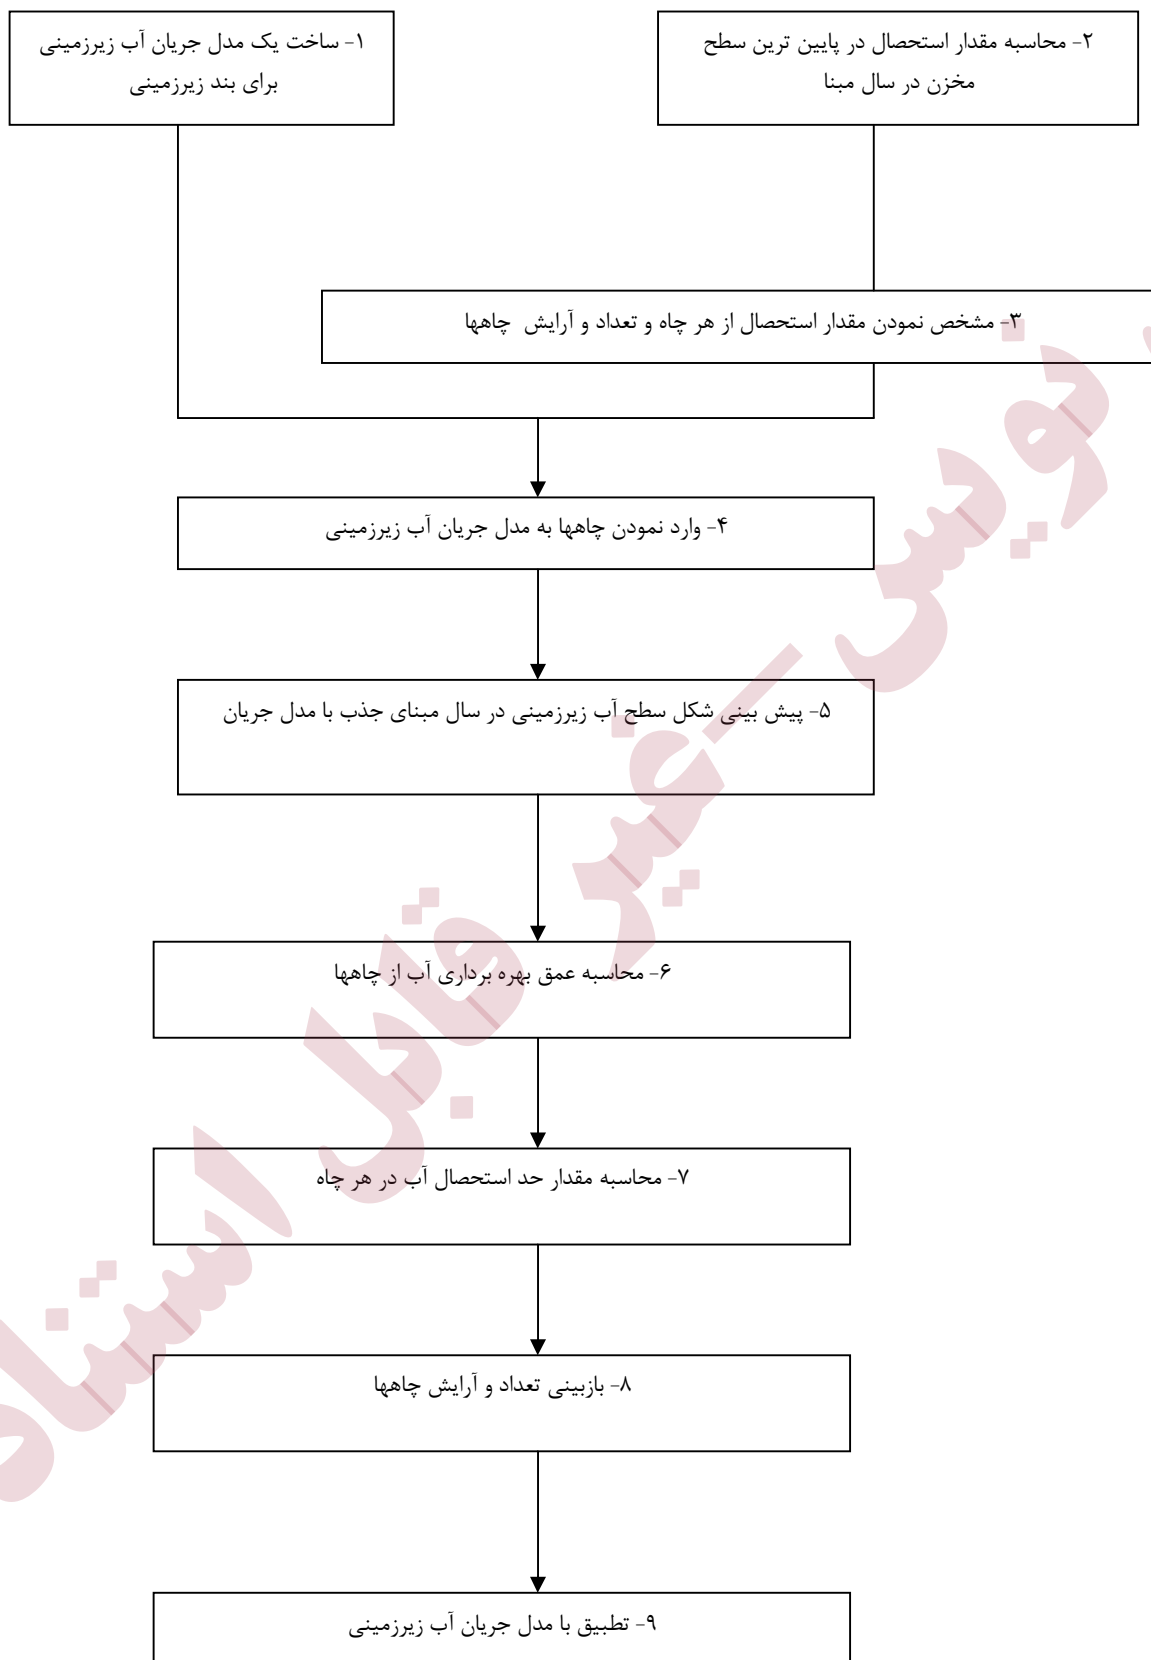 ۱- ساخت یک مدل جریان آب زیرزمینی
برای بند زیرزمینی
۲- محاسبه مقدار استحصال در پایین ترین سطح
مخزن در سال مبنا
۳- مشخص نمودن مقدار استحصال از هر چاه و تعداد و آرایش چاهها
۴- وارد نمودن چاهها به مدل جریان آب زیرزمینی
۵- پیش بینی شکل سطح آب زیرزمینی در سال مبنای جذب با مدل جریان
۶- محاسبه عمق بهره برداری آب از چاهها
۷- محاسبه مقدار حد استحصال آب در هر چاه
۸- بازبینی تعداد و آرایش چاهها
۹- تطبیق با مدل جریان آب زیرزمینی
غیر قابل